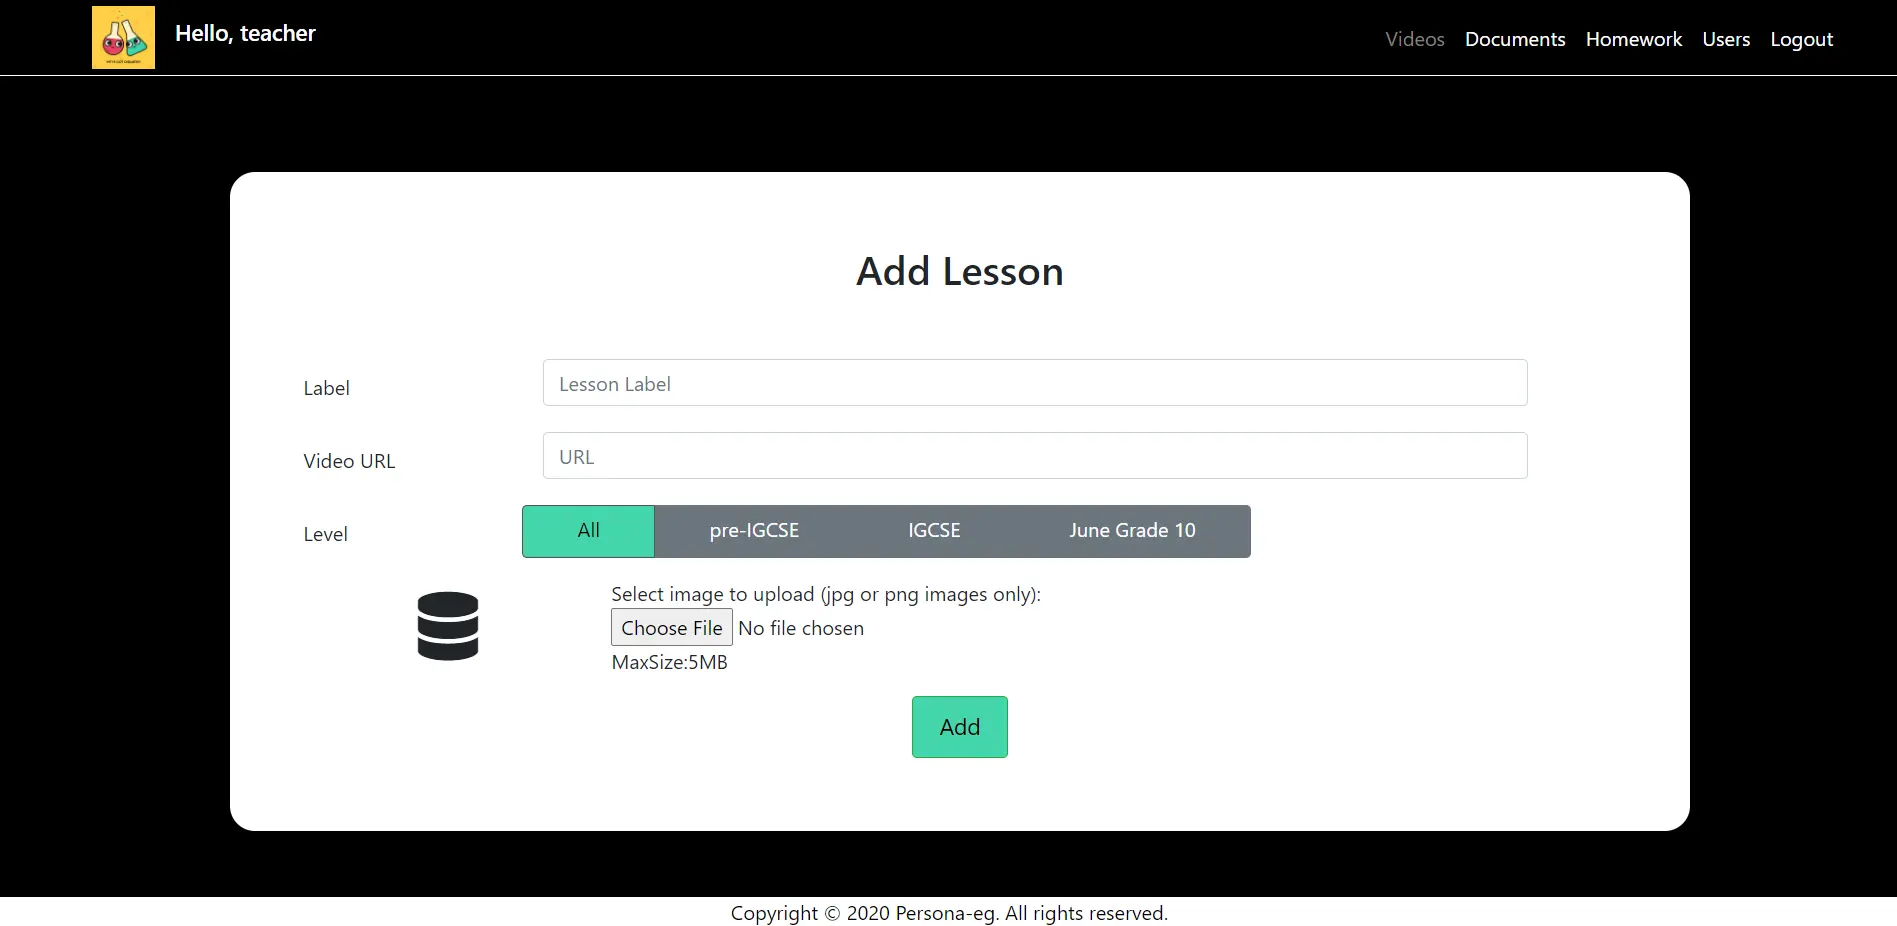 Hello, teacher
Videos Documents Homework Users Logout
Add Lesson
Label
Lesson Label
Video URL
URL
Level
All pre-IGCSE IGCSE June Grade 10
Select image to upload (jpg or png images only):
Choose File No file chosen
MaxSize:5MB
Add
Copyright © 2020 Persona-eg. All rights reserved.